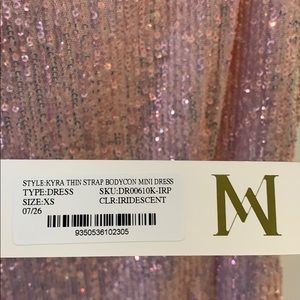 STYLE:KYRA THIN STRAP BODYCON MINI DRESS
TYPE:DRESS SKU:DR00610K-IRP
SIZE:XS CLR:IRIDESCENT
07/26
9350536102305